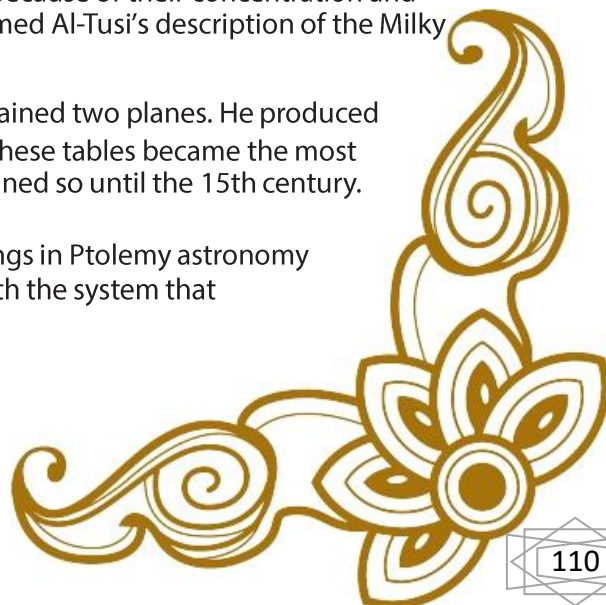 med Al-Tusi's description of the Milky
ained two planes. He produced
hese tables became the most
ned so until the 15th century.
ngs in Ptolemy astronomy
th the system that
110